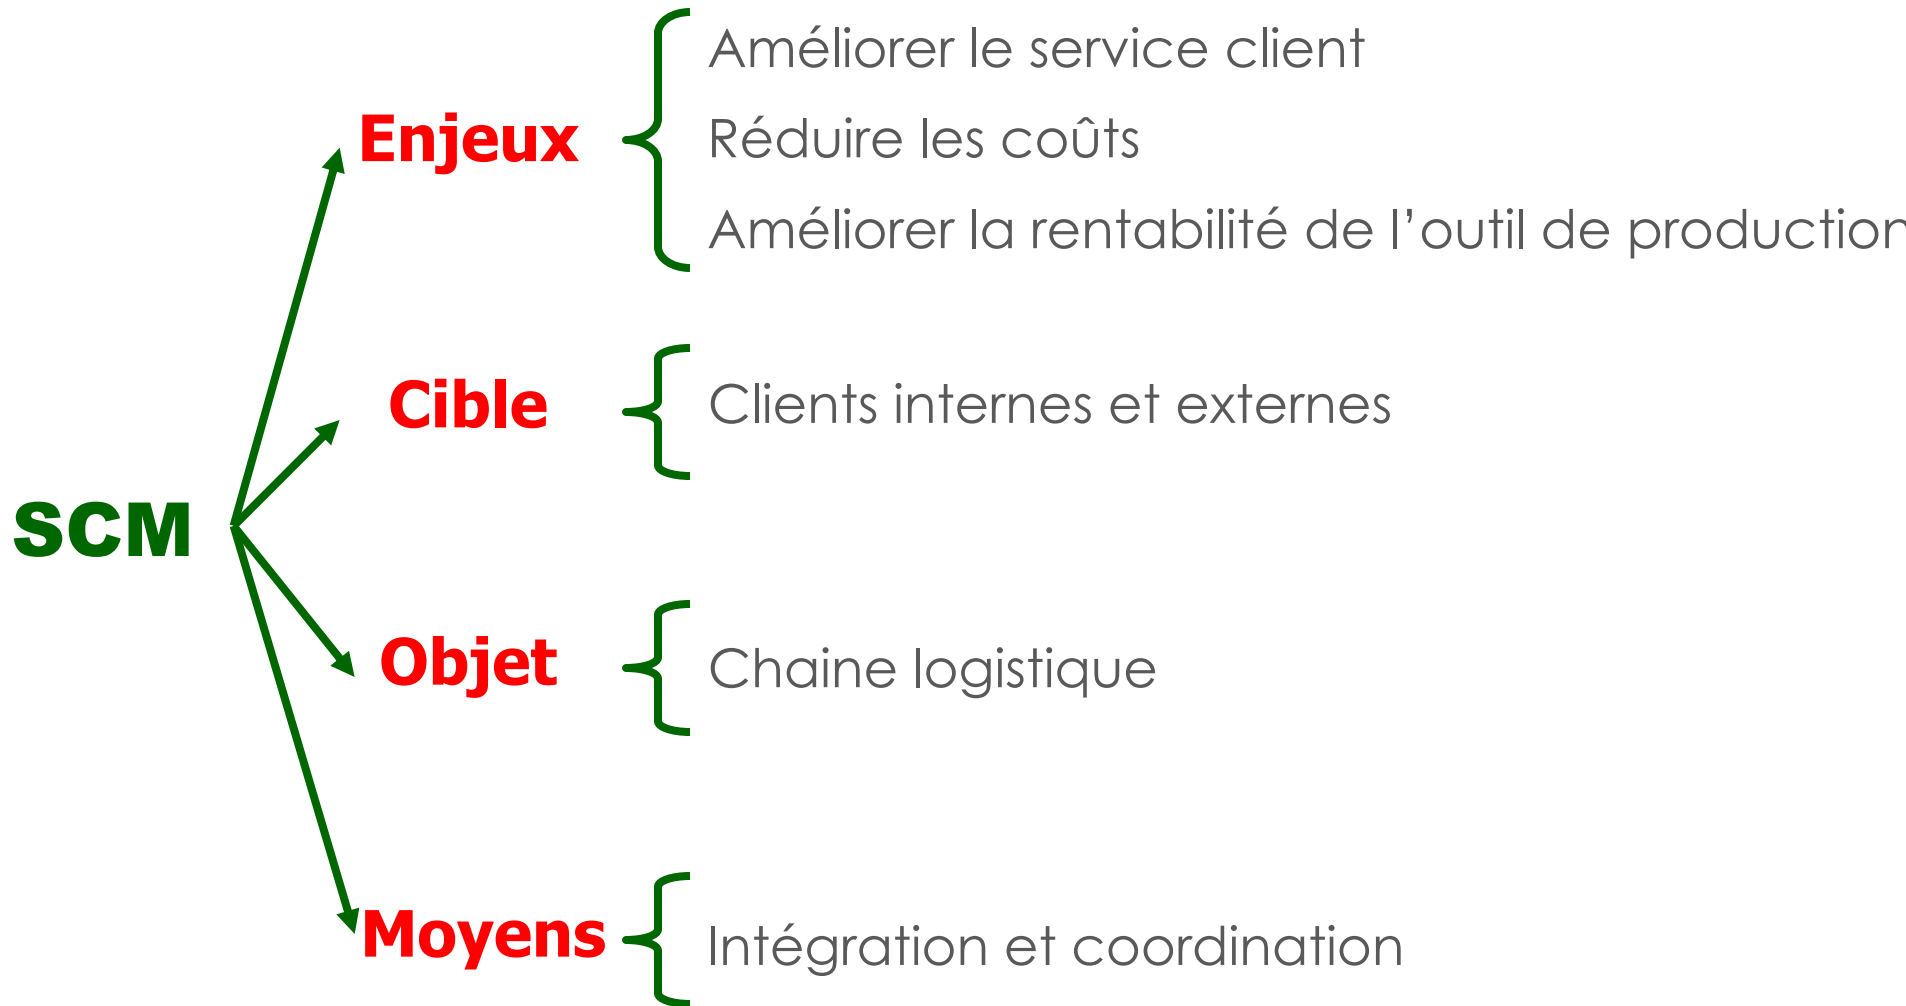 Améliorer le service client
Enjeux
Réduire les coûts
Améliorer la rentabilité de l’outil de production
Cible
Clients internes et externes
SCM
Objet
Chaine logistique
Moyens
Intégration et coordination